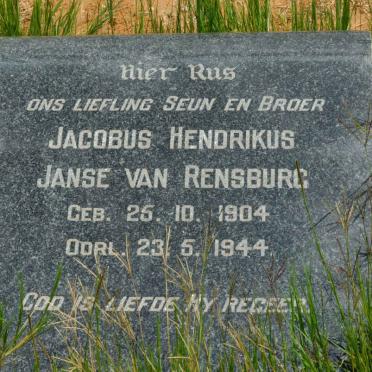 Hier Rus
ons liefling Seun en Broer
Jacobus Hendrikus
Janse van Rensburg
Geb. 25. 10. 1904
Oorl. 23. 5. 1944
God is liefde Hy regeer.